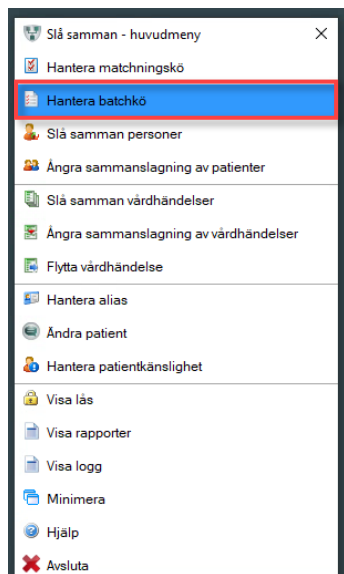 Slå samman - huvudmeny
Hantera matchningskö
Hantera batchkö
Slå samman personer
Ångra sammanslagning av patienter
Slå samman vårdhändelser
Ångra sammanslagning av vårdhändelser
Flytta vårdhändelse
Hantera alias
Ändra patient
Hantera patientkänslighet
Visa lås
Visa rapporter
Visa logg
Minimera
Hjälp
Avsluta